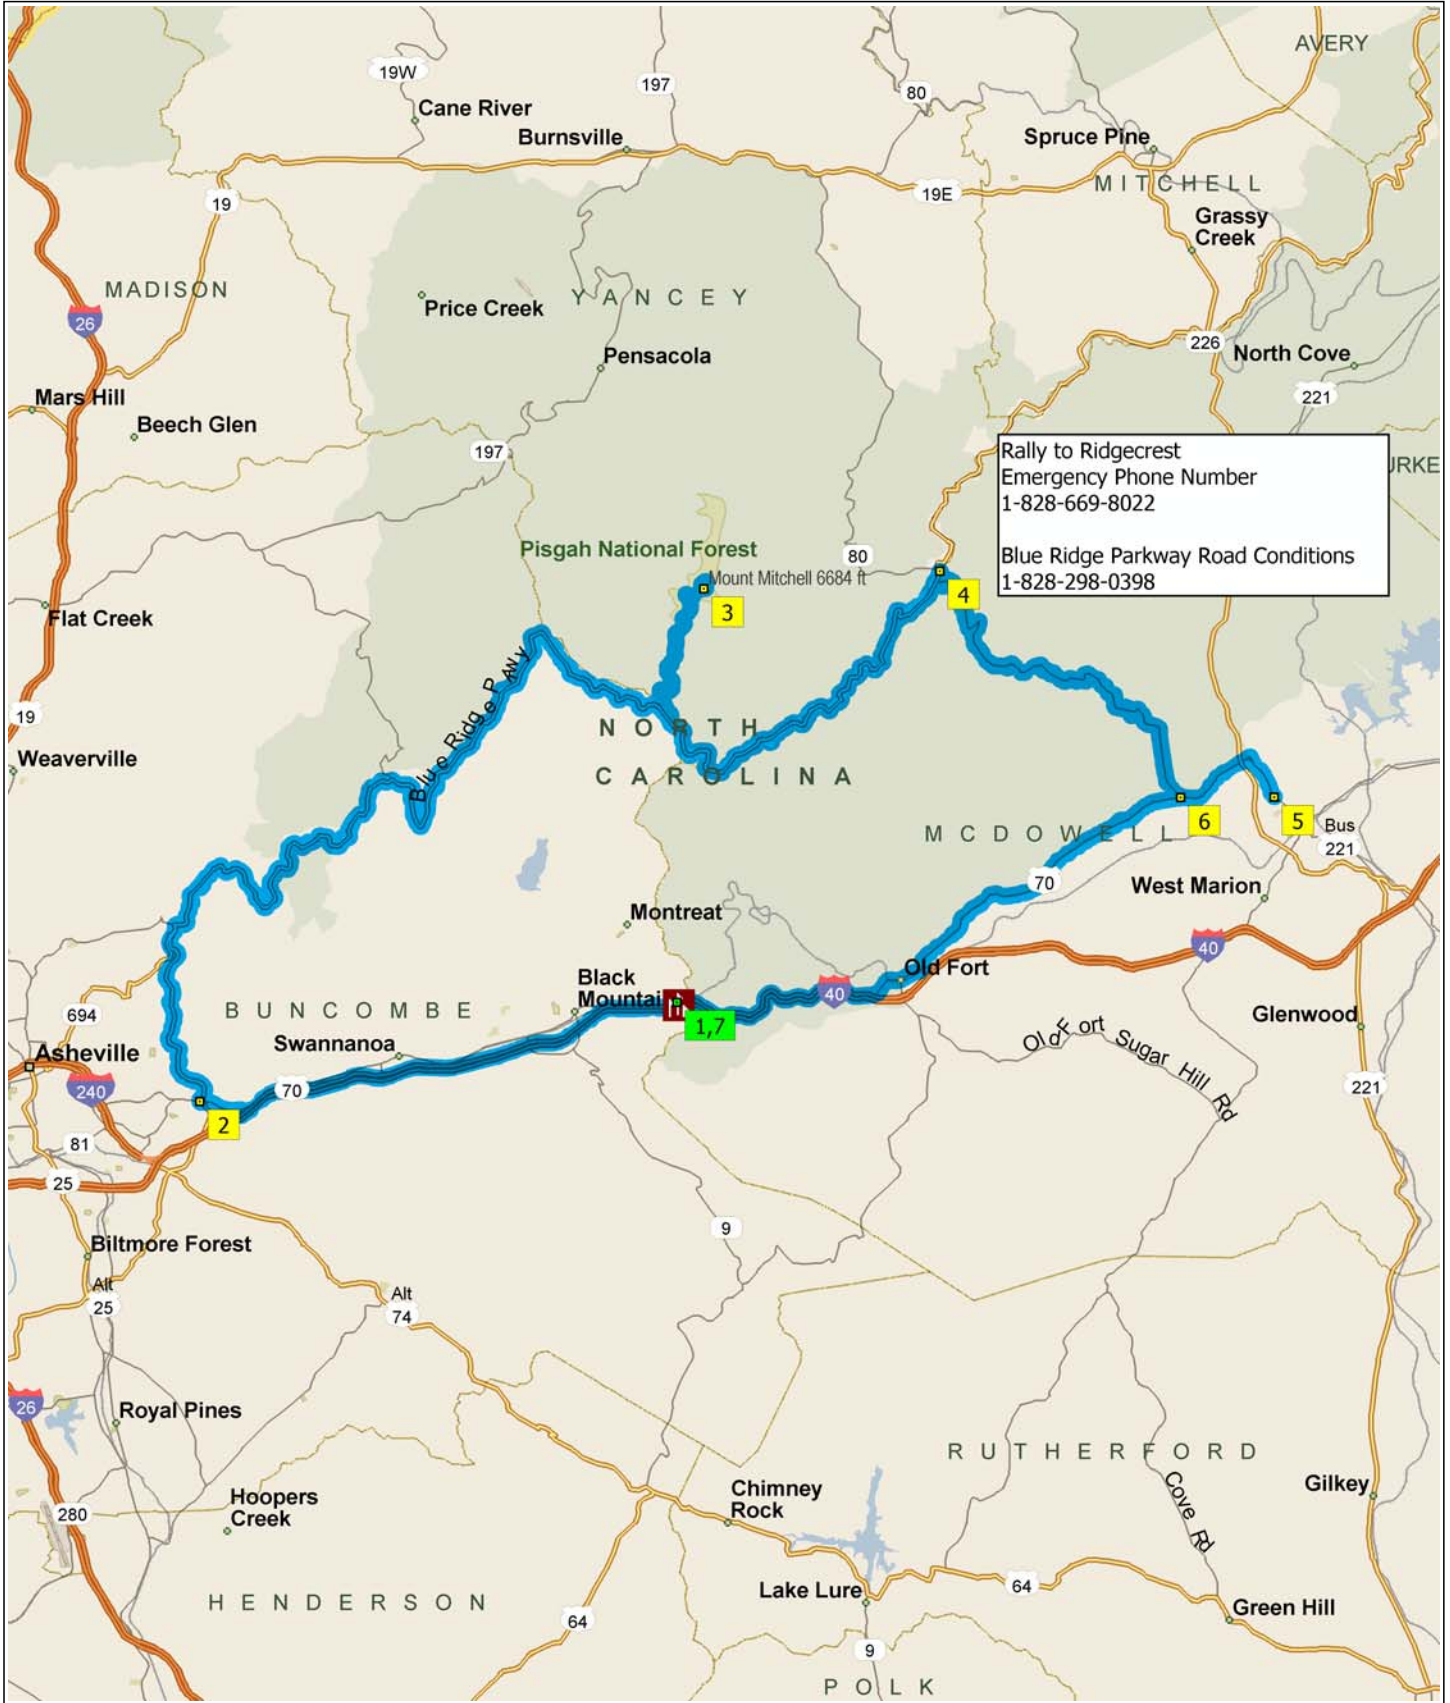 AVERY
19W
197
80
Cane River
Burnsville
Spruce Pine
MITCHELL
19
19E
Grassy
Creek
MADISON
YANCEY
26
Price Creek
226
North Cove
Pensacola
221
Mars Hill
Beech Glen
197
Rally to Ridgecrest
Emergency Phone Number
1-828-669-8022
Blue Ridge Parkway Road Conditions
1-828-298-0398
URKE
Pisgah National Forest
80
Mount Mitchell 6684 ft
3
4
Flat Creek
Blue Ridge Pkwy
19
NORTH
CAROLINA
Weaverville
6
5
MCDOWELL
Bus
221
70
West Marion
Montreat
40
Old Fort
Black
Mountai
40
BUNCOMBE
694
1,7
Glenwood
Old Fort Sugar Hill Rd
Swannanoa
Asheville
240
70
221
2
81
25
9
Biltmore Forest
Alt
25
Alt
74
26
Royal Pines
RUTHERFORD
Chimney
Rock
Gilkey
Hoopers
Creek
280
Cove Rd
Lake Lure
64
HENDERSON
64
Green Hill
9
POLK